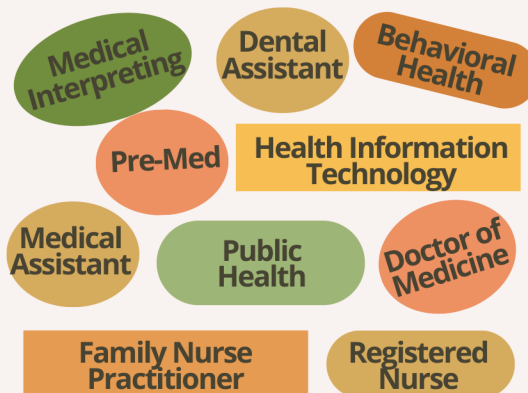 Medical
Interpreting
Dental
Assistant
Behavioral
Health
Pre-Med
Health Information
Technology
Medical
Assistant
Public
Health
Doctor of
Medicine
Family Nurse
Practitioner
Registered
Nurse